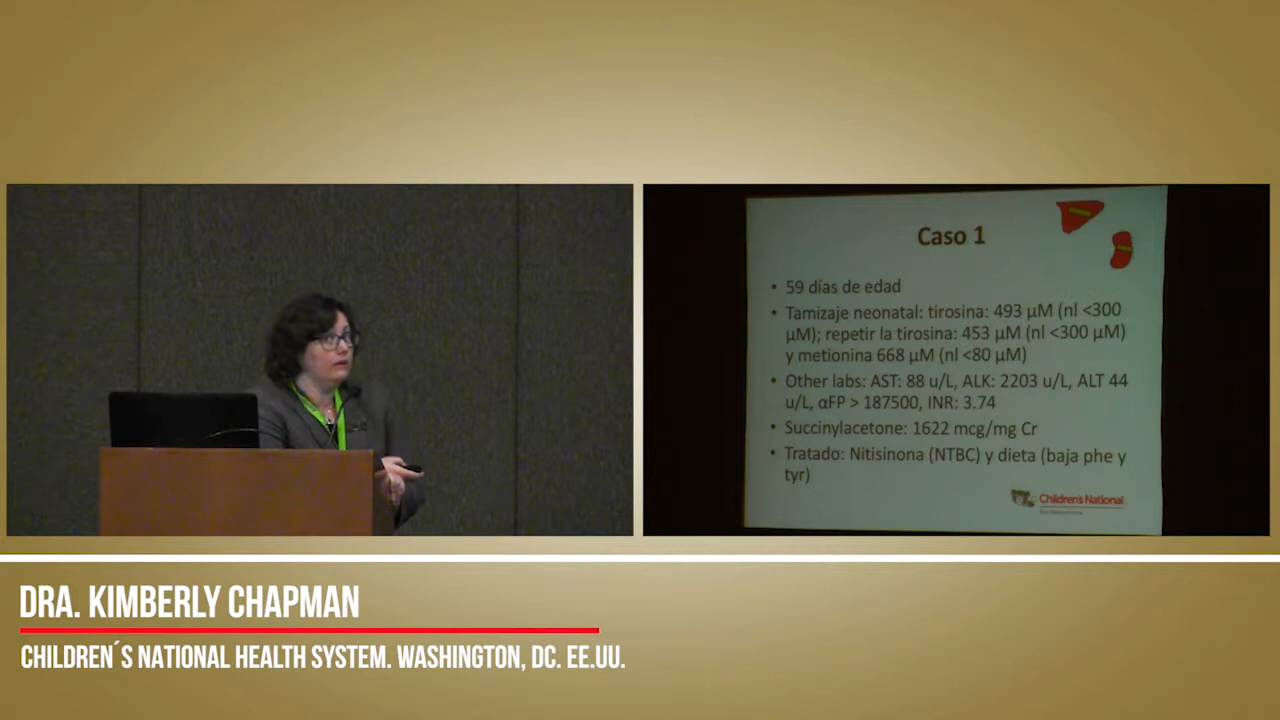 Caso 1
• 59 días de edad
• Tamizaje neonatal: tirosina: 493 µM (nl <300
µM); repetir la tirosina: 453 µM (nl <300 µM)
y metionina 668 µM (nl <80 µM)
• Other labs: AST: 88 u/L, ALK: 2203 u/L, ALT 44
u/L, αFP > 187500, INR: 3.74
• Succinylacetone: 1622 mcg/mg Cr
• Tratado: Nitisinona (NTBC) y dieta (baja phe y
tyr)
Children's National
DRA. KIMBERLY CHAPMAN
CHILDREN´S NATIONAL HEALTH SYSTEM. WASHINGTON, DC. EE.UU.